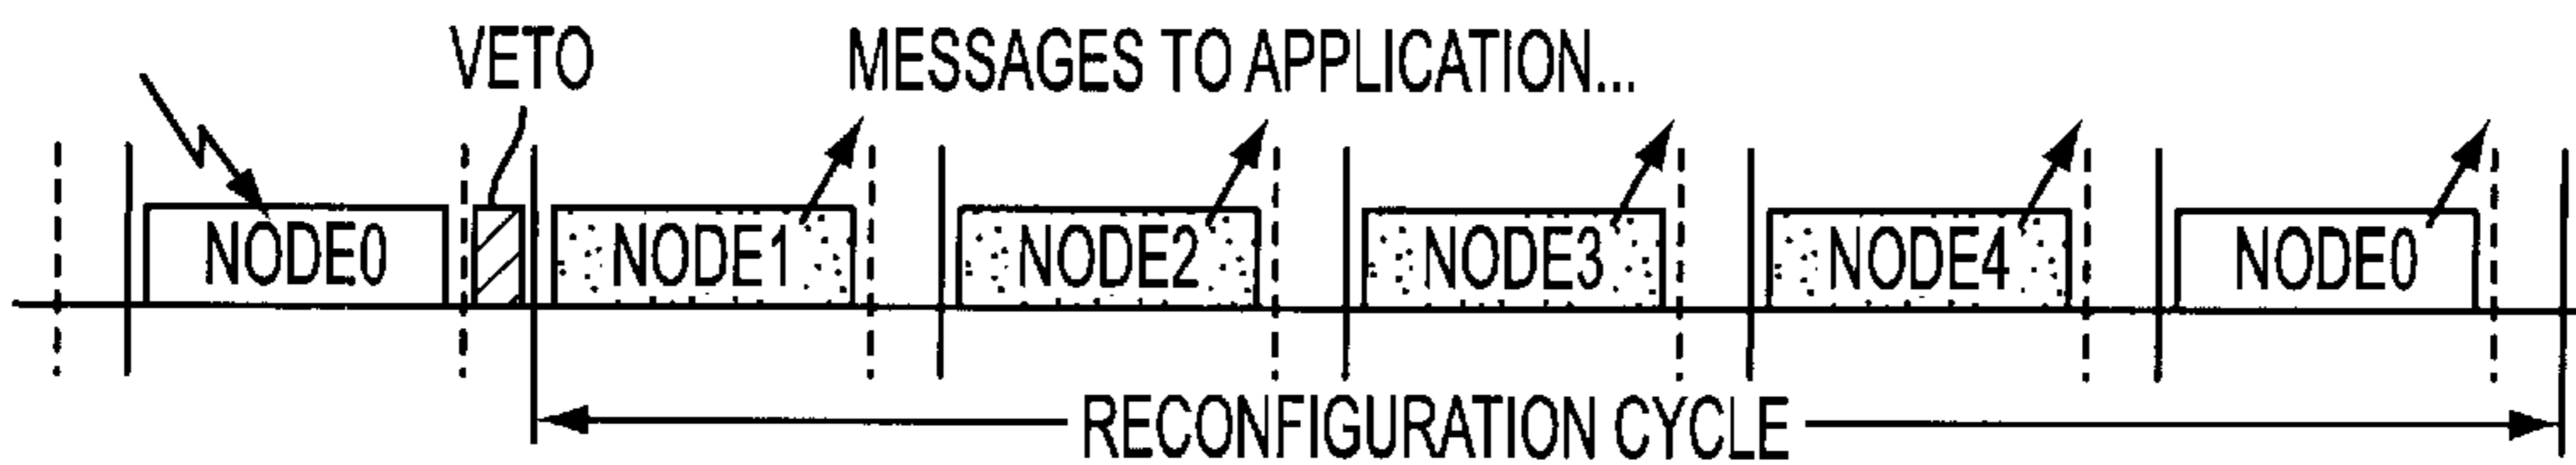 VETO MESSAGES TO APPLICATION...
NODE0 NODE1 NODE2 NODE3 NODE4 NODE0
RECONFIGURATION CYCLE